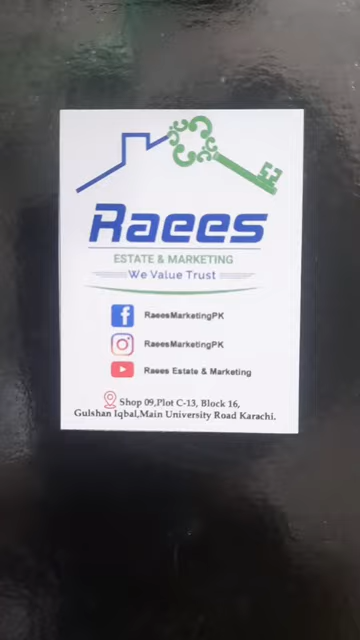 Raees
ESTATE & MARKETING
We Value Trust
RaeesMarketingPK
RaeesMarketingPK
Raees Estate & Marketing
Shop 09,Plot C-13, Block 16,
Gulshan Iqbal,Main University Road Karachi.